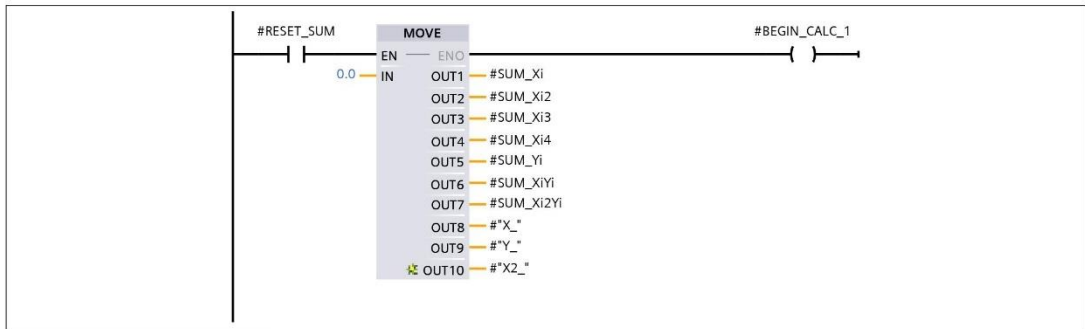 #RESET_SUM MOVE #BEGIN_CALC_1
EN ENO
0.0 IN OUT1 #SUM_Xi
OUT2 #SUM_Xi2
OUT3 #SUM_Xi3
OUT4 #SUM_Xi4
OUT5 #SUM_Yi
OUT6 #SUM_XiYi
OUT7 #SUM_Xi2Yi
OUT8 #"X_"
OUT9 #"Y_"
OUT10 #"X2_"